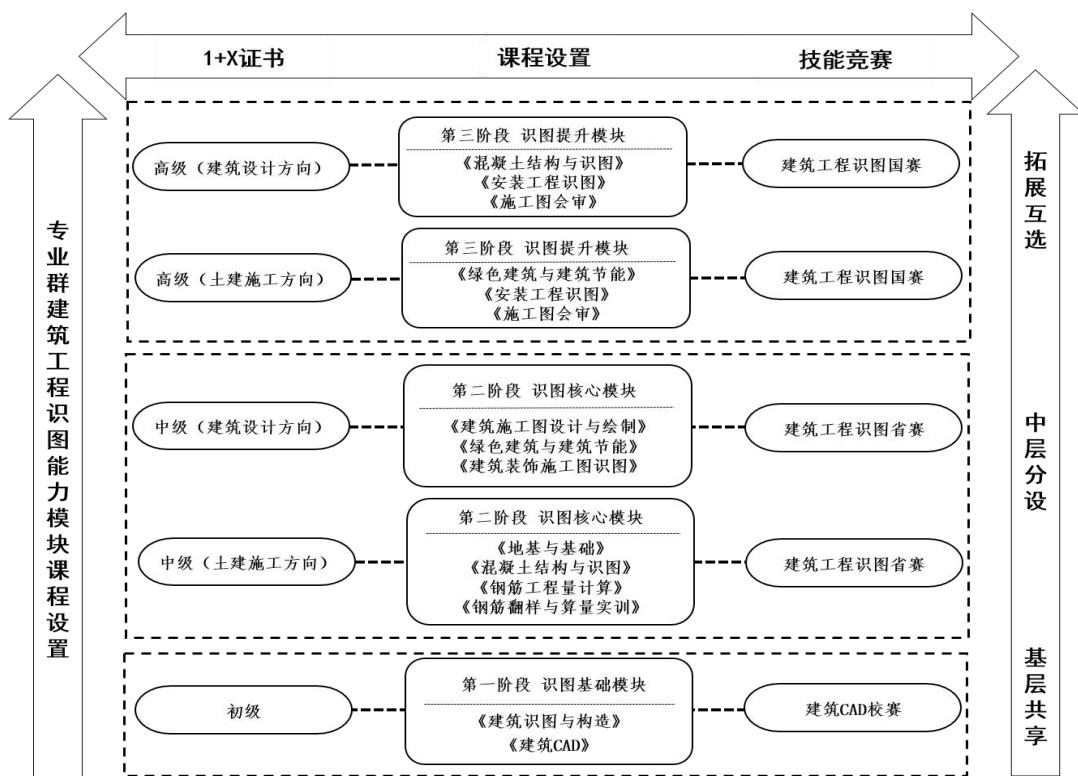 1+X证书
课程设置
技能竞赛
专业群建筑工程识图能力模块课程设置
高级（建筑设计方向）
第三阶段 识图提升模块
《混凝土结构与识图》
《安装工程识图》
《施工图会审》
建筑工程识图国赛
高级（土建施工方向）
第三阶段 识图提升模块
《绿色建筑与建筑节能》
《安装工程识图》
《施工图会审》
建筑工程识图国赛
拓展互选
中级（建筑设计方向）
第二阶段 识图核心模块
《建筑施工图设计与绘制》
《绿色建筑与建筑节能》
《建筑装饰施工图识图》
建筑工程识图省赛
中级（土建施工方向）
第二阶段 识图核心模块
《地基与基础》
《混凝土结构与识图》
《钢筋工程量计算》
《钢筋翻样与算量实训》
建筑工程识图省赛
中层分设
初级
第一阶段 识图基础模块
《建筑识图与构造》
《建筑CAD》
建筑CAD校赛
基层共享